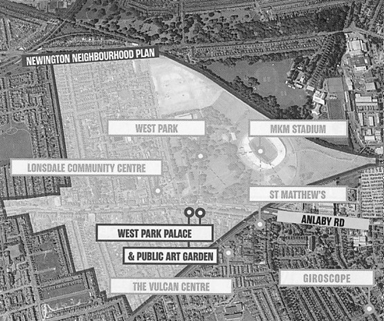 NEWINGTON NEIGHBOURHOOD PLAN
WEST PARK
MKM STADIUM
LONSDALE COMMUNITY CENTRE
ST MATTHEW'S
ANLABY RD
WEST PARK PALACE
& PUBLIC ART GARDEN
GIROSCOPE
THE VULCAN CENTRE